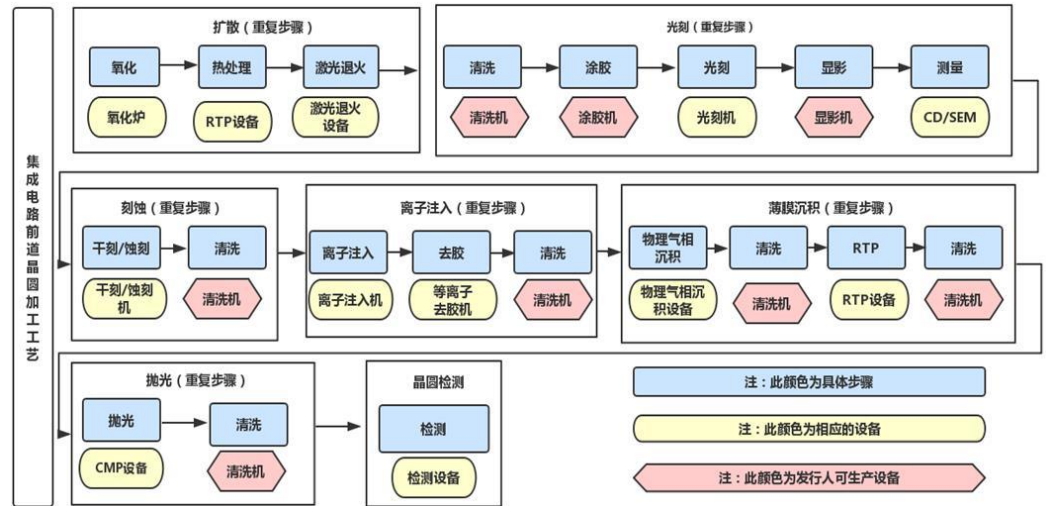 集成电路前道晶圆加工工艺
扩散（重复步骤）
氧化
热处理
激光退火
氧化炉
RTP设备
激光退火
设备
光刻（重复步骤）
清洗
涂胶
光刻
显影
测量
清洗机
涂胶机
光刻机
显影机
CD/SEM
刻蚀（重复步骤）
干刻/蚀刻
清洗
干刻/蚀刻
机
清洗机
离子注入（重复步骤）
离子注入
去胶
清洗
离子注入机
等离子
去胶机
清洗机
薄膜沉积（重复步骤）
物理气相
沉积
清洗
RTP
清洗
物理气相沉
积设备
清洗机
RTP设备
清洗机
抛光（重复步骤）
抛光
清洗
CMP设备
清洗机
晶圆检测
检测
检测设备
注：此颜色为具体步骤
注：此颜色为相应的设备
注：此颜色为发行人可生产设备